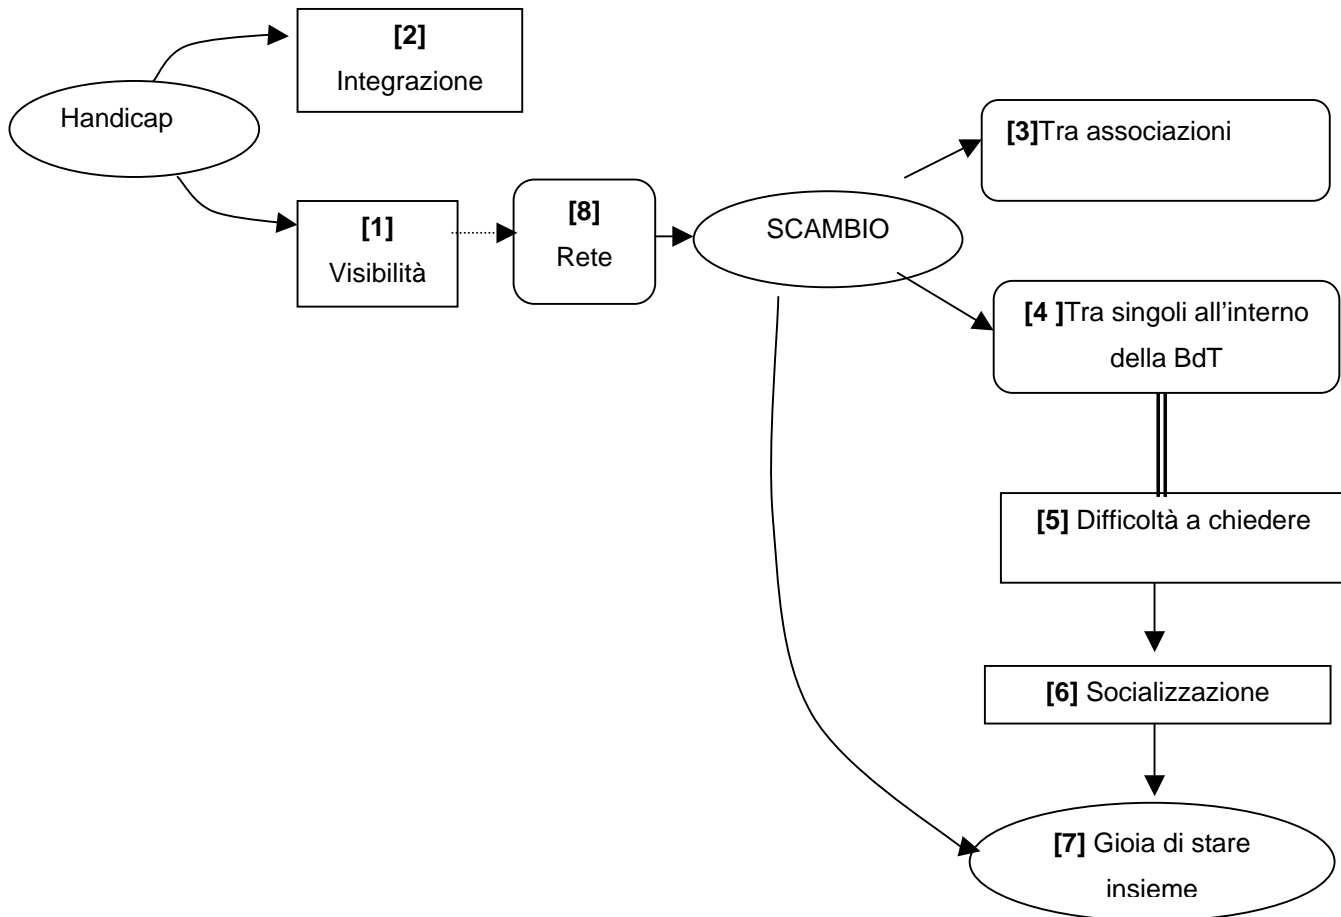 [2]
Integrazione
Handicap
[3]Tra associazioni
[1]
Visibilità
[8]
Rete
SCAMBIO
[4 ]Tra singoli all’interno
della BdT
[5] Difficoltà a chiedere
[6] Socializzazione
[7] Gioia di stare
insieme